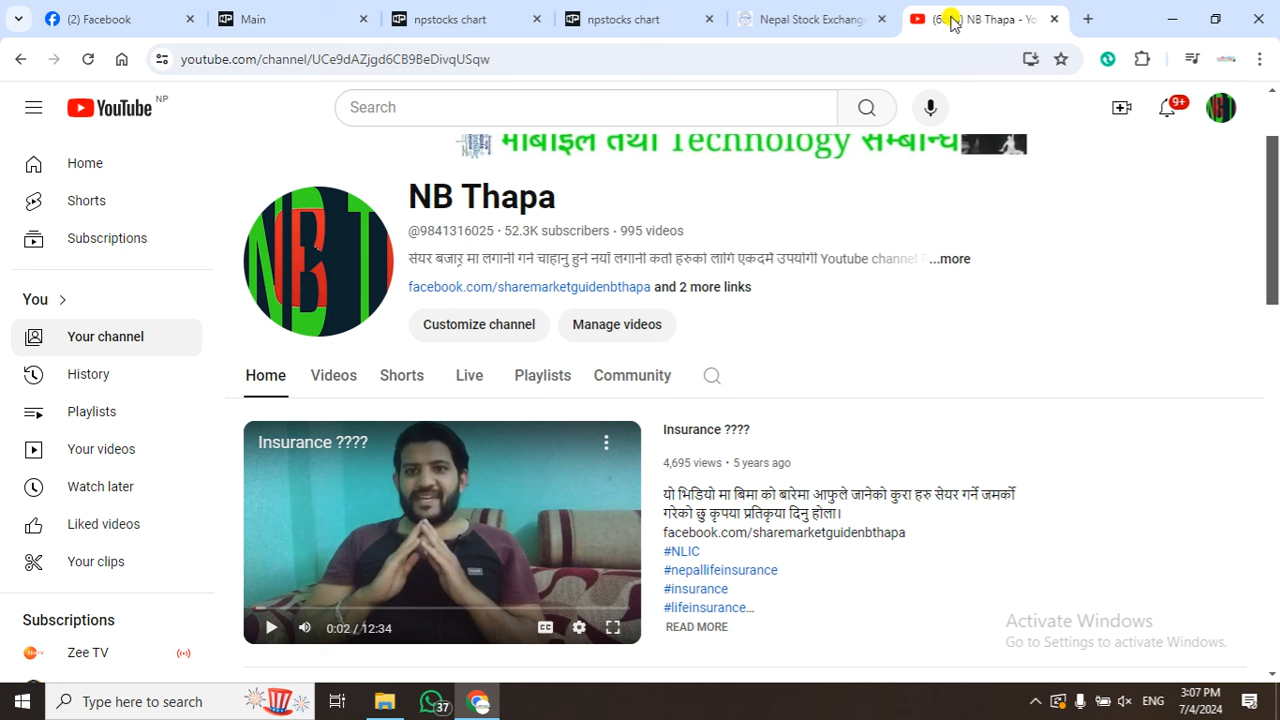 (2) Facebook
Main
npstocks chart
npstocks chart
Nepal Stock Exchang
NB Thapa - Yo
youtube.com/channel/UCe9dAZjgd6CB9BeDivqUSqw
YouTube NP
Search
9+
Home
Shorts
Subscriptions
You
Your channel
History
Playlists
Your videos
Watch later
Liked videos
Your clips
Subscriptions
Zee TV
मोबाइल तथा Technology सम्बन्धि
NBT
NB Thapa
@9841316025 · 52.3K subscribers · 995 videos
सेयर बजार मा लगानी गर्न चाहानु हुने नयाँ लगानी कर्ता हरुको लागि एकदमै उपयोगी Youtube channel ...more
facebook.com/sharemarketguidenbthapa and 2 more links
Customize channel
Manage videos
Home
Videos
Shorts
Live
Playlists
Community
Insurance ????
0:02 / 12:34
Insurance ????
4,695 views · 5 years ago
यो भिडियो मा बिमा को बारेमा आफुले जानेको कुरा हरु सेयर गर्ने जमर्को
गरेको छु कृपया प्रतिकृया दिनु होला।
facebook.com/sharemarketguidenbthapa
#NLIC
#nepallifeinsurance
#insurance
#lifeinsurance...
READ MORE
Activate Windows
Go to Settings to activate Windows.
Type here to search
37
ENG
3:07 PM
7/4/2024